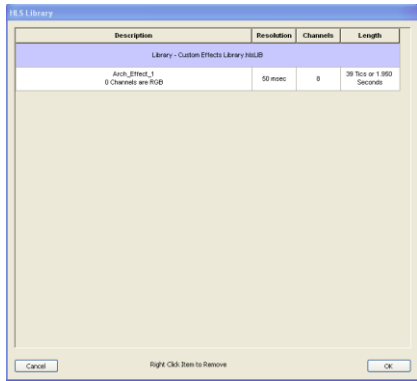 HLS Library
Description Resolution Channels Length
Library - Custom Effects Library.hlsLIB
Arch_Effect_1
0 Channels are RGB
50 msec 8
39 Tics or 1.950
Seconds
Cancel Right Click Item to Remove OK